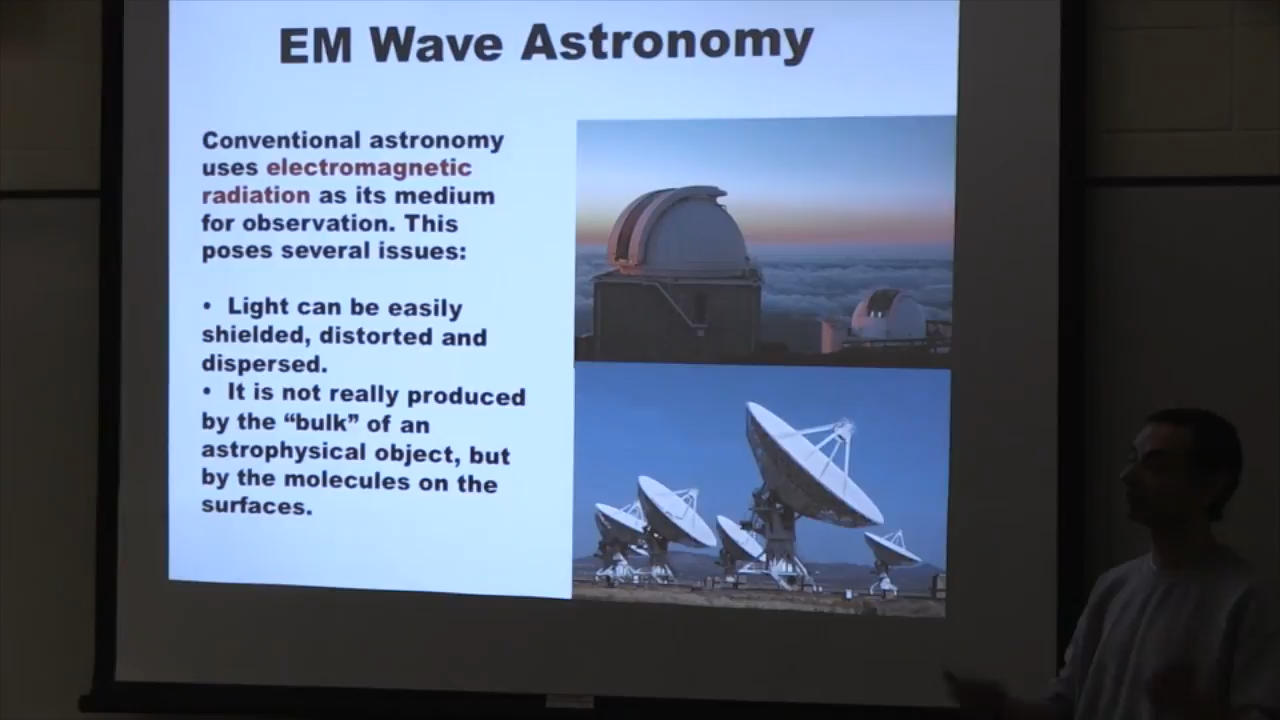 EM Wave Astronomy
Conventional astronomy
uses electromagnetic
radiation as its medium
for observation. This
poses several issues:
• Light can be easily
shielded, distorted and
dispersed.
• It is not really produced
by the “bulk” of an
astrophysical object, but
by the molecules on the
surfaces.